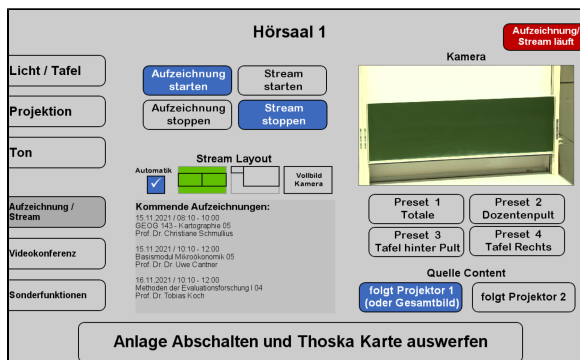 Hörsaal 1
Aufzeichnung/
Stream läuft
Licht / Tafel
Projektion
Ton
Aufzeichnung /
Stream
Videokonferenz
Sonderfunktionen
Aufzeichnung
starten
Stream
starten
Aufzeichnung
stoppen
Stream
stoppen
Stream Layout
Automatik
Vollbild
Kamera
Kommende Aufzeichnungen:
15.11.2021 / 08:10 - 10:00
GEOG 143 - Kartographie 05
Prof. Dr. Christiane Schmullius
15.11.2021 / 10:10 - 12:00
Basismodul Mikroökonomik 05
Prof. Dr. Dr. Uwe Cantner
16.11.2021 / 10:10 - 12:00
Methoden der Evaluationsforschung I 04
Prof. Dr. Tobias Koch
Kamera
Preset 1
Totale
Preset 2
Dozentenpult
Preset 3
Tafel hinter Pult
Preset 4
Tafel Rechts
Quelle Content
folgt Projektor 1
(oder Gesamtbild)
folgt Projektor 2
Anlage Abschalten und Thoska Karte auswerfen